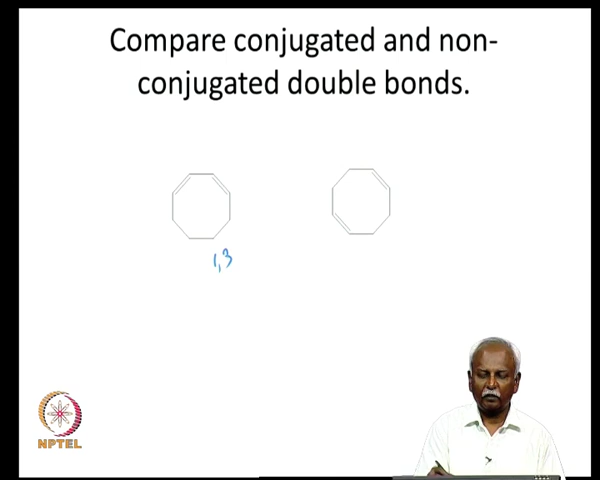 Compare conjugated and non-
conjugated double bonds.
1,3
NPTEL